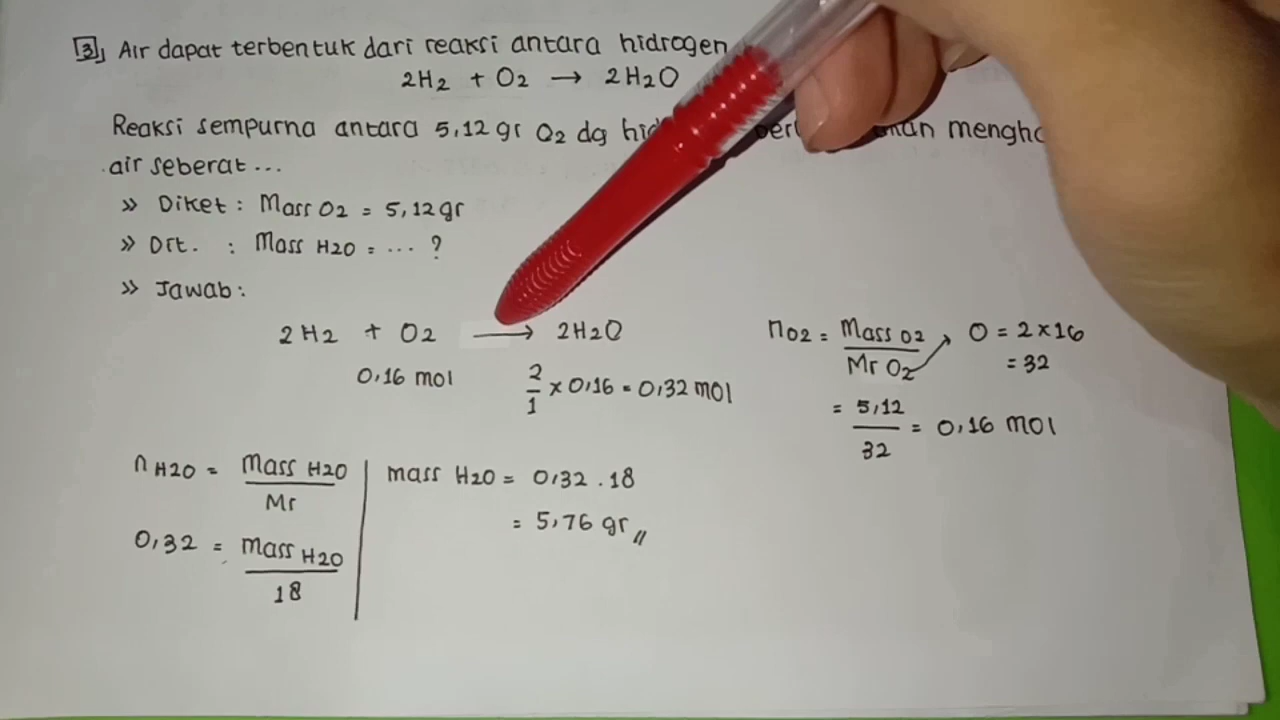 3, Air dapat terbentuk dari reaksi antara hidrogen
2H2 + O2 → 2H2O
Reaksi sempurna antara 5,12 gr O2 dg
air seberat...
» Diket : Mass O2 = 5,12 gr
» Dit. : Mass H2O = ... ?
» Jawab :
2H2 + O2 → 2H2O
0,16 mol 2/1 x 0,16 = 0,32 mol
nO2 = Mass O2 / Mr O2 → O = 2 x 16
= 32
= 5,12 / 32 = 0,16 mol
nH2O = Mass H2O / Mr
0,32 = Mass H2O / 18
mass H2O = 0,32 . 18
= 5,76 gr //